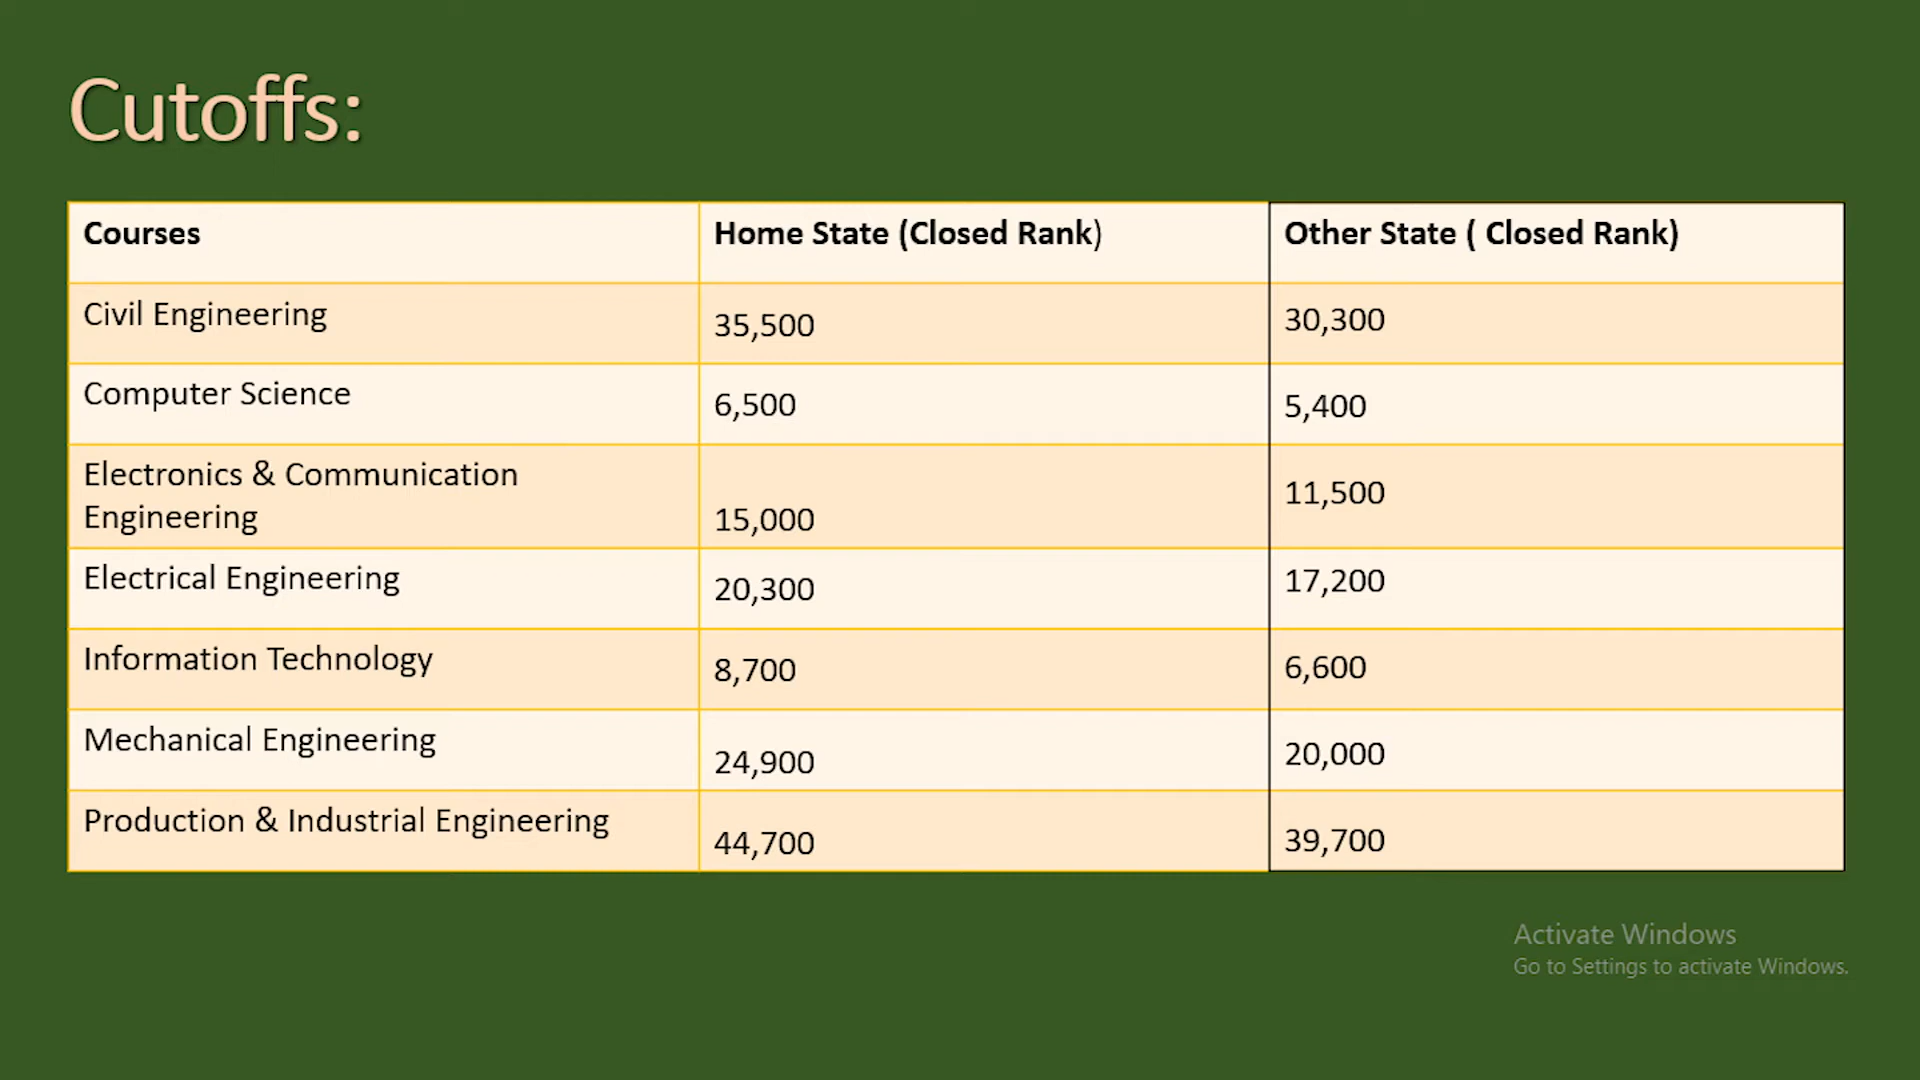 Cutoffs:
Courses Home State (Closed Rank) Other State ( Closed Rank)
Civil Engineering 35,500 30,300
Computer Science 6,500 5,400
Electronics & Communication
Engineering 15,000 11,500
Electrical Engineering 20,300 17,200
Information Technology 8,700 6,600
Mechanical Engineering 24,900 20,000
Production & Industrial Engineering 44,700 39,700
Activate Windows
Go to Settings to activate Windows.